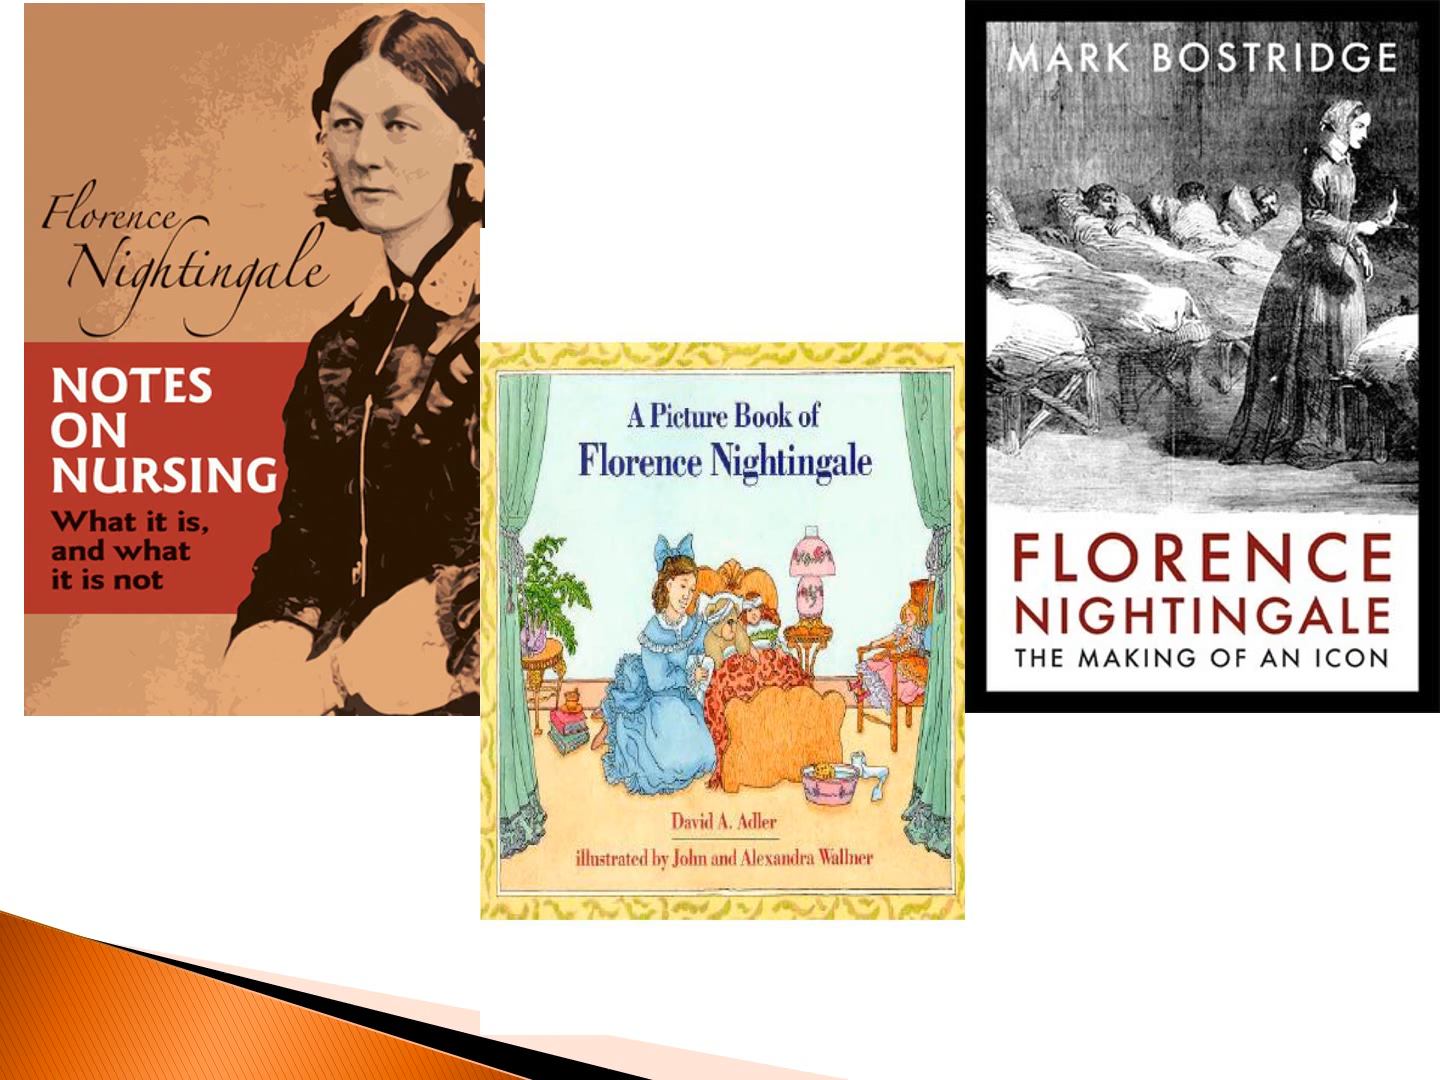 Florence
Nightingale
NOTES
ON
NURSING
What it is,
and what
it is not
A Picture Book of
Florence Nightingale
David A. Adler
illustrated by John and Alexandra Wallner
MARK BOSTRIDGE
FLORENCE
NIGHTINGALE
THE MAKING OF AN ICON